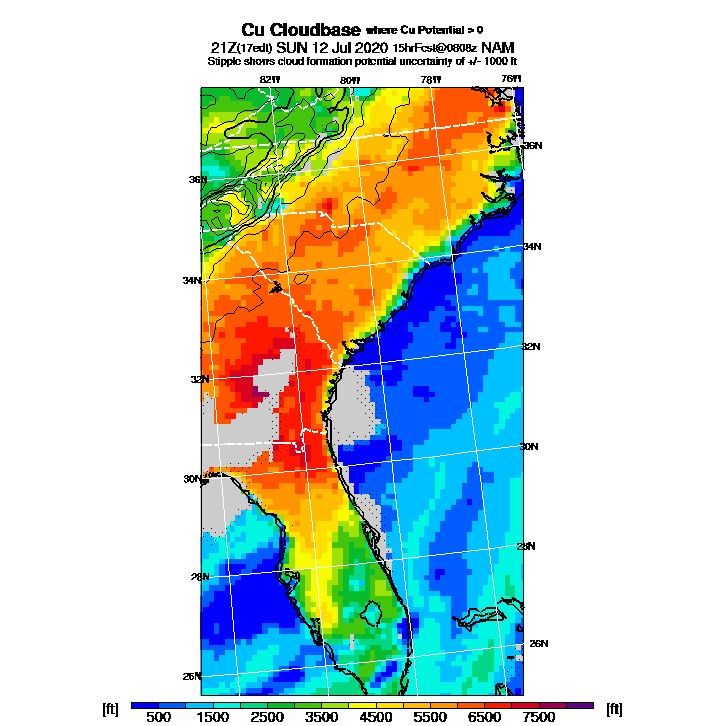 Cu Cloudbase where Cu Potential > 0
21Z(17edt) SUN 12 Jul 2020 15hrFcst@0808z NAM
Stipple shows cloud formation potential uncertainty of +/- 1000 ft
82W 80W 78W 76W
36N
36N
34N
34N
32N
32N
30N
30N
28N
28N
26N
26N
[ft] 500 1500 2500 3500 4500 5500 6500 7500 [ft]